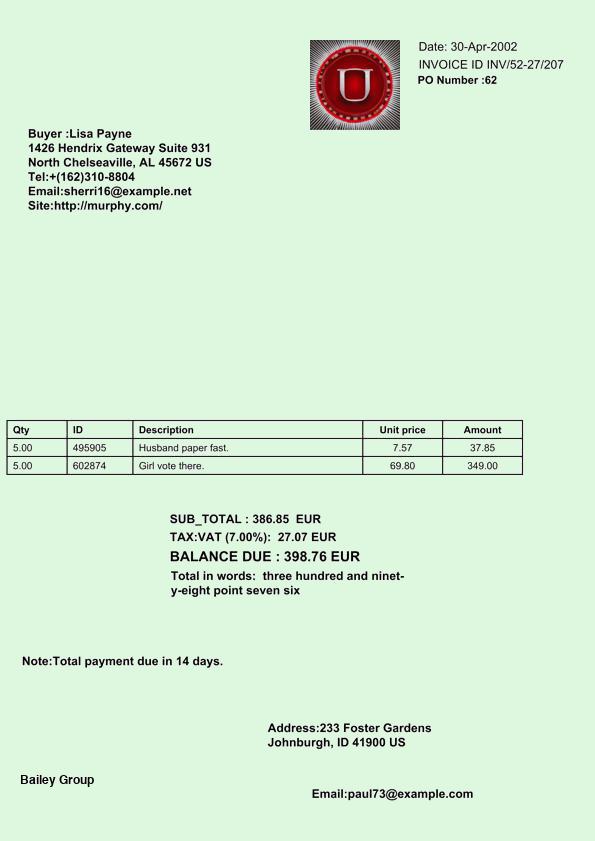 U
Date: 30-Apr-2002
INVOICE ID INV/52-27/207
PO Number :62
Buyer :Lisa Payne
1426 Hendrix Gateway Suite 931
North Chelseaville, AL 45672 US
Tel:+(162)310-8804
Email:sherri16@example.net
Site:http://murphy.com/
Qty ID Description Unit price Amount
5.00 495905 Husband paper fast. 7.57 37.85
5.00 602874 Girl vote there. 69.80 349.00
SUB_TOTAL : 386.85 EUR
TAX:VAT (7.00%): 27.07 EUR
BALANCE DUE : 398.76 EUR
Total in words: three hundred and ninet-
y-eight point seven six
Note:Total payment due in 14 days.
Address:233 Foster Gardens
Johnburgh, ID 41900 US
Bailey Group
Email:paul73@example.com